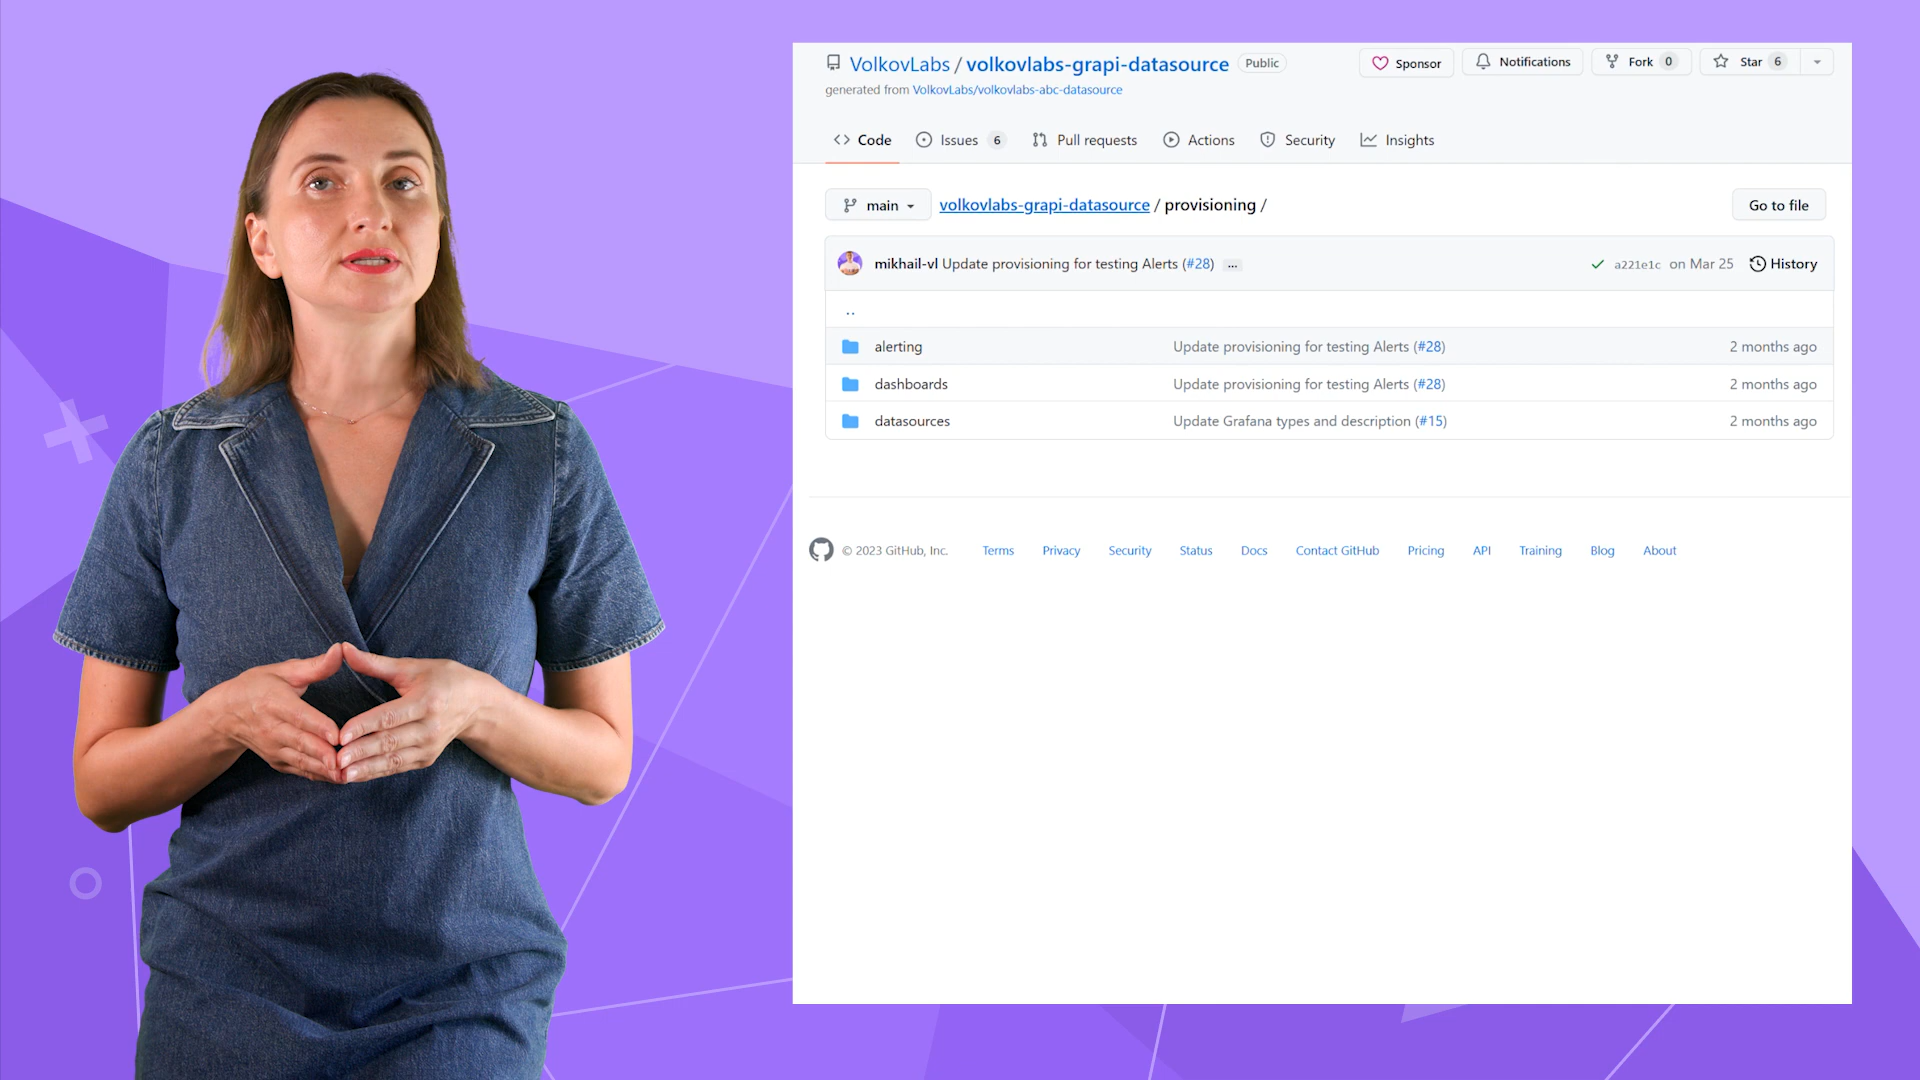 VolkovLabs / volkovlabs-grapi-datasource Public Sponsor Notifications Fork 0 Star 6
generated from VolkovLabs/volkovlabs-abc-datasource
Code Issues 6 Pull requests Actions Security Insights
main volkovlabs-grapi-datasource / provisioning / Go to file
mikhail-vl Update provisioning for testing Alerts (#28) ... a221e1c on Mar 25 History
..
alerting Update provisioning for testing Alerts (#28) 2 months ago
dashboards Update provisioning for testing Alerts (#28) 2 months ago
datasources Update Grafana types and description (#15) 2 months ago
© 2023 GitHub, Inc. Terms Privacy Security Status Docs Contact GitHub Pricing API Training Blog About